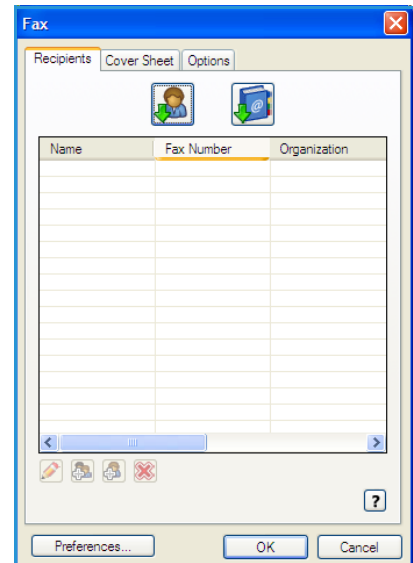 Fax
Recipients Cover Sheet Options
@
Name Fax Number Organization
?
Preferences... OK Cancel